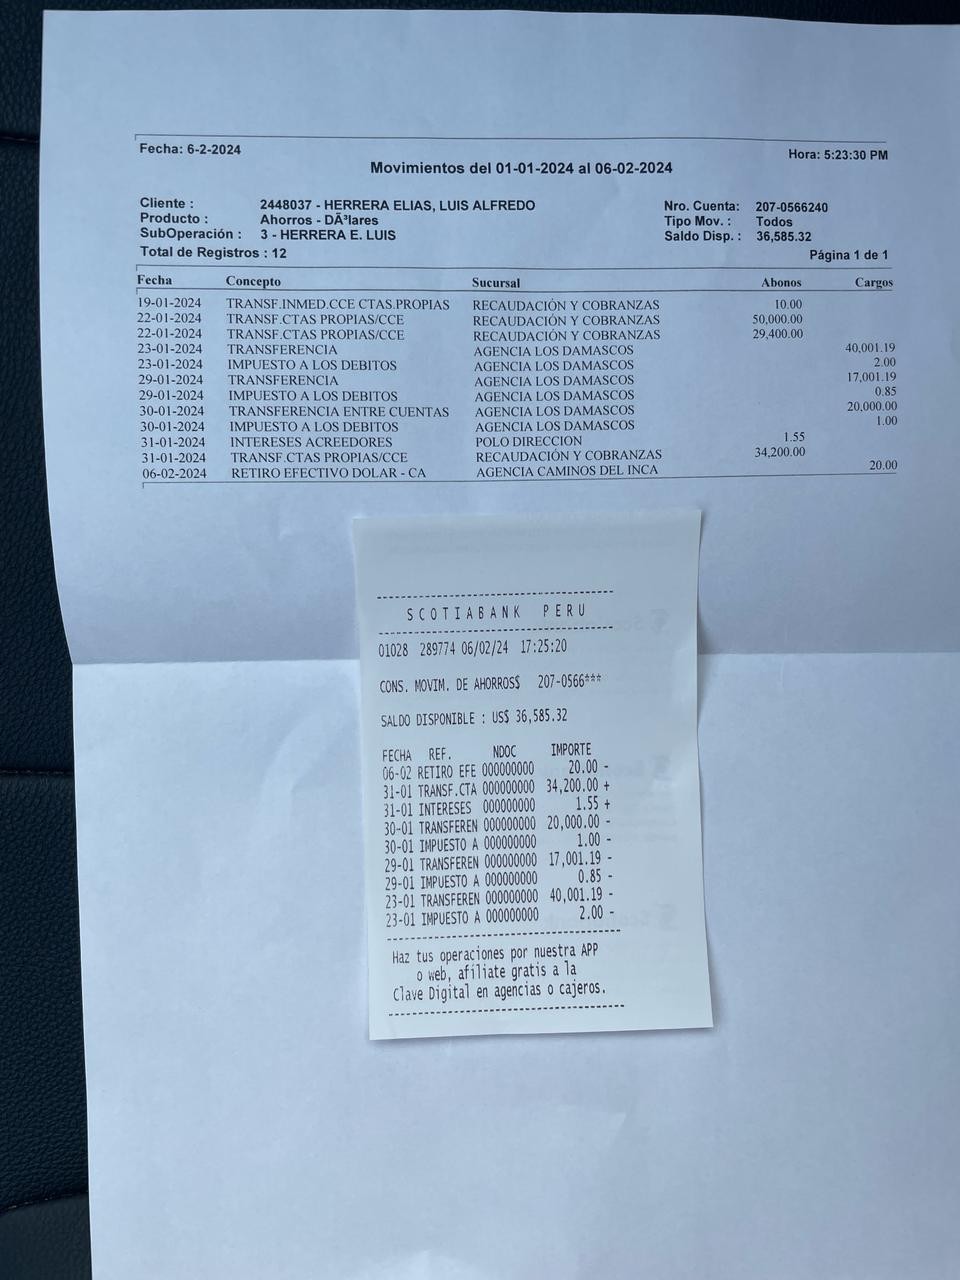 Fecha: 6-2-2024 Hora: 5:23:30 PM
Movimientos del 01-01-2024 al 06-02-2024
Cliente : 2448037 - HERRERA ELIAS, LUIS ALFREDO Nro. Cuenta: 207-0566240
Producto : Ahorros - DÃ³lares Tipo Mov. : Todos
SubOperación : 3 - HERRERA E. LUIS Saldo Disp. : 36,585.32
Total de Registros : 12 Página 1 de 1
Fecha Concepto Sucursal Abonos Cargos
19-01-2024 TRANSF.INMED.CCE CTAS.PROPIAS RECAUDACIÓN Y COBRANZAS 10.00
22-01-2024 TRANSF.CTAS PROPIAS/CCE RECAUDACIÓN Y COBRANZAS 50,000.00
22-01-2024 TRANSF.CTAS PROPIAS/CCE RECAUDACIÓN Y COBRANZAS 29,400.00
23-01-2024 TRANSFERENCIA AGENCIA LOS DAMASCOS 40,001.19
23-01-2024 IMPUESTO A LOS DEBITOS AGENCIA LOS DAMASCOS 2.00
29-01-2024 TRANSFERENCIA AGENCIA LOS DAMASCOS 17,001.19
29-01-2024 IMPUESTO A LOS DEBITOS AGENCIA LOS DAMASCOS 0.85
30-01-2024 TRANSFERENCIA ENTRE CUENTAS AGENCIA LOS DAMASCOS 20,000.00
30-01-2024 IMPUESTO A LOS DEBITOS AGENCIA LOS DAMASCOS 1.00
31-01-2024 INTERESES ACREEDORES POLO DIRECCION 1.55
31-01-2024 TRANSF.CTAS PROPIAS/CCE RECAUDACIÓN Y COBRANZAS 34,200.00
06-02-2024 RETIRO EFECTIVO DOLAR - CA AGENCIA CAMINOS DEL INCA 20.00
SCOTIABANK PERU
01028 289774 06/02/24 17:25:20
CONS. MOVIM. DE AHORROS$ 207-0566***
SALDO DISPONIBLE : US$ 36,585.32
FECHA REF. NDOC IMPORTE
06-02 RETIRO EFE 000000000 20.00 -
31-01 TRANSF.CTA 000000000 34,200.00 +
31-01 INTERESES 000000000 1.55 +
30-01 TRANSFEREN 000000000 20,000.00 -
30-01 IMPUESTO A 000000000 1.00 -
29-01 TRANSFEREN 000000000 17,001.19 -
29-01 IMPUESTO A 000000000 0.85 -
23-01 TRANSFEREN 000000000 40,001.19 -
23-01 IMPUESTO A 000000000 2.00 -
Haz tus operaciones por nuestra APP
o web, afíliate gratis a la
Clave Digital en agencias o cajeros.